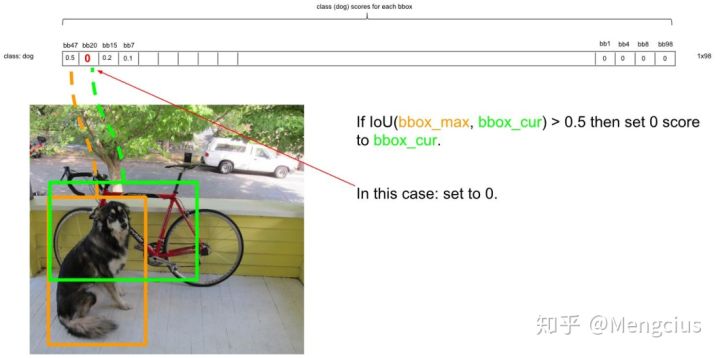 class (dog) scores for each bbox
bb47 bb20 bb15 bb7 bb1 bb4 bb8 bb98
class: dog 0.5 0 0.2 0.1 0 0 0 0 1x98
If IoU(bbox_max, bbox_cur) > 0.5 then set 0 score
to bbox_cur.
In this case: set to 0.
知乎 @Mengcius